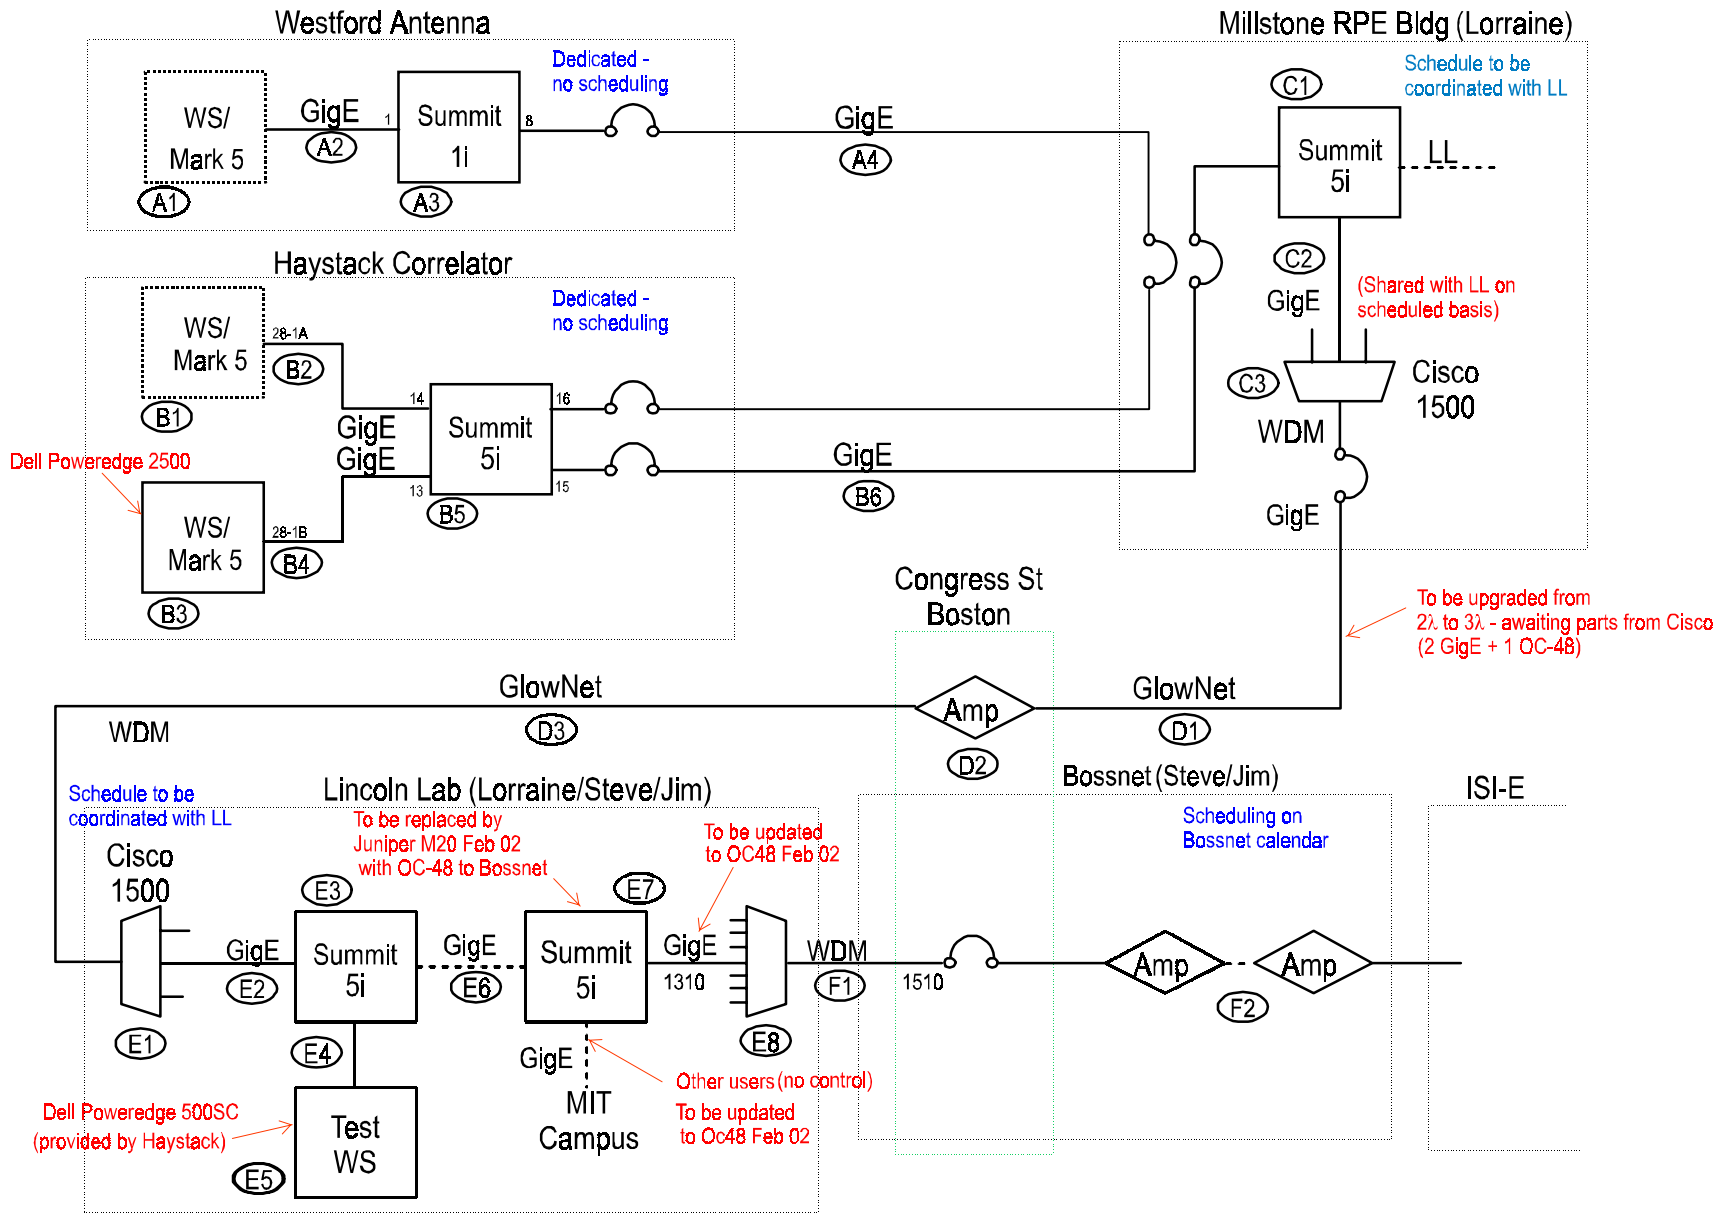 Westford Antenna
Dedicated -
no scheduling
WS/
Mark 5
A1
GigE
A2
1
Summit
1i
8
A3
GigE
A4
Millstone RPE Bldg (Lorraine)
Schedule to be
coordinated with LL
C1
Summit
5i
LL
C2
GigE
(Shared with LL on
scheduled basis)
C3
Cisco
1500
WDM
GigE
Haystack Correlator
Dedicated -
no scheduling
WS/
Mark 5
28-1A
B2
B1
14
GigE
GigE
13
Summit
5i
16
15
B5
GigE
B6
Dell Poweredge 2500
WS/
Mark 5
28-1B
B4
B3
Congress St
Boston
To be upgraded from
2λ to 3λ - awaiting parts from Cisco
(2 GigE + 1 OC-48)
GlowNet
D3
Amp
D2
GlowNet
D1
WDM
Schedule to be
coordinated with LL
Lincoln Lab (Lorraine/Steve/Jim)
To be replaced by
Juniper M20 Feb 02
with OC-48 to Bossnet
To be updated
to OC48 Feb 02
Cisco
1500
E1
GigE
E2
E3
Summit
5i
GigE
E6
E7
Summit
5i
GigE
1310
E8
E4
Dell Poweredge 500SC
(provided by Haystack)
Test
WS
E5
GigE
MIT
Campus
Other users (no control)
To be updated
to Oc48 Feb 02
Bossnet (Steve/Jim)
Scheduling on
Bossnet calendar
WDM
F1
1510
Amp
Amp
F2
ISI-E